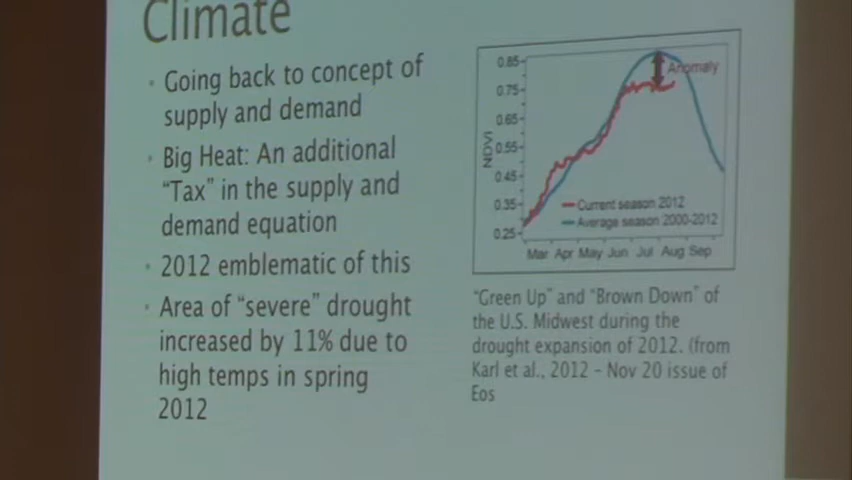 Climate
• Going back to concept of
supply and demand
• Big Heat: An additional
“Tax” in the supply and
demand equation
• 2012 emblematic of this
• Area of “severe” drought
increased by 11% due to
high temps in spring
2012
0.85
0.75
0.65
0.55
0.45
0.35
0.25
NDVI
Anomaly
Current season 2012
Average season 2000-2012
Mar Apr May Jun Jul Aug Sep
“Green Up” and “Brown Down” of
the U.S. Midwest during the
drought expansion of 2012. (from
Karl et al., 2012 – Nov 20 issue of
Eos